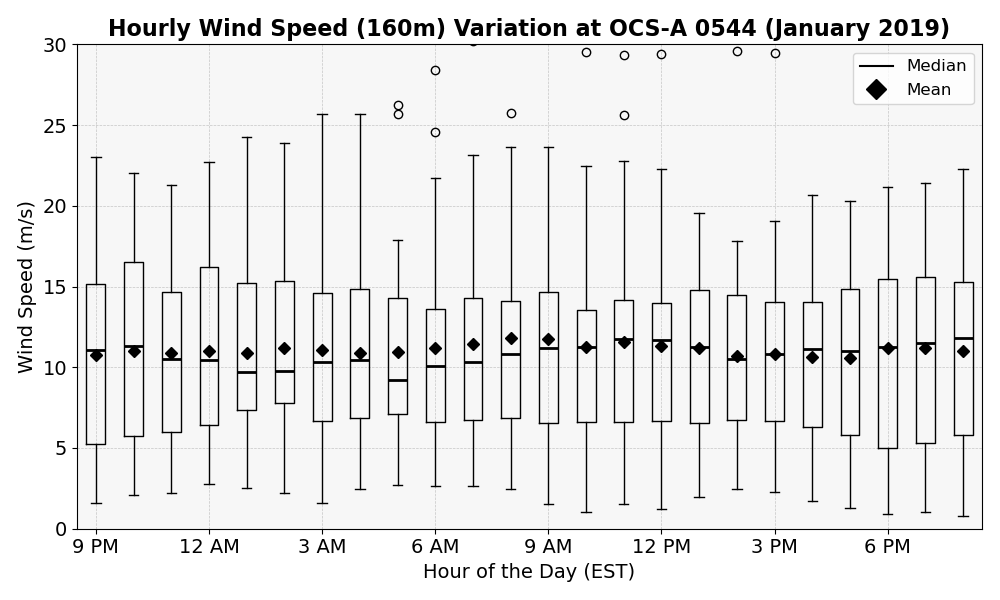 Hourly Wind Speed (160m) Variation at OCS-A 0544 (January 2019)
30
25
20
15
10
5
0
Wind Speed (m/s)
Median
Mean
9 PM
12 AM
3 AM
6 AM
9 AM
12 PM
3 PM
6 PM
Hour of the Day (EST)